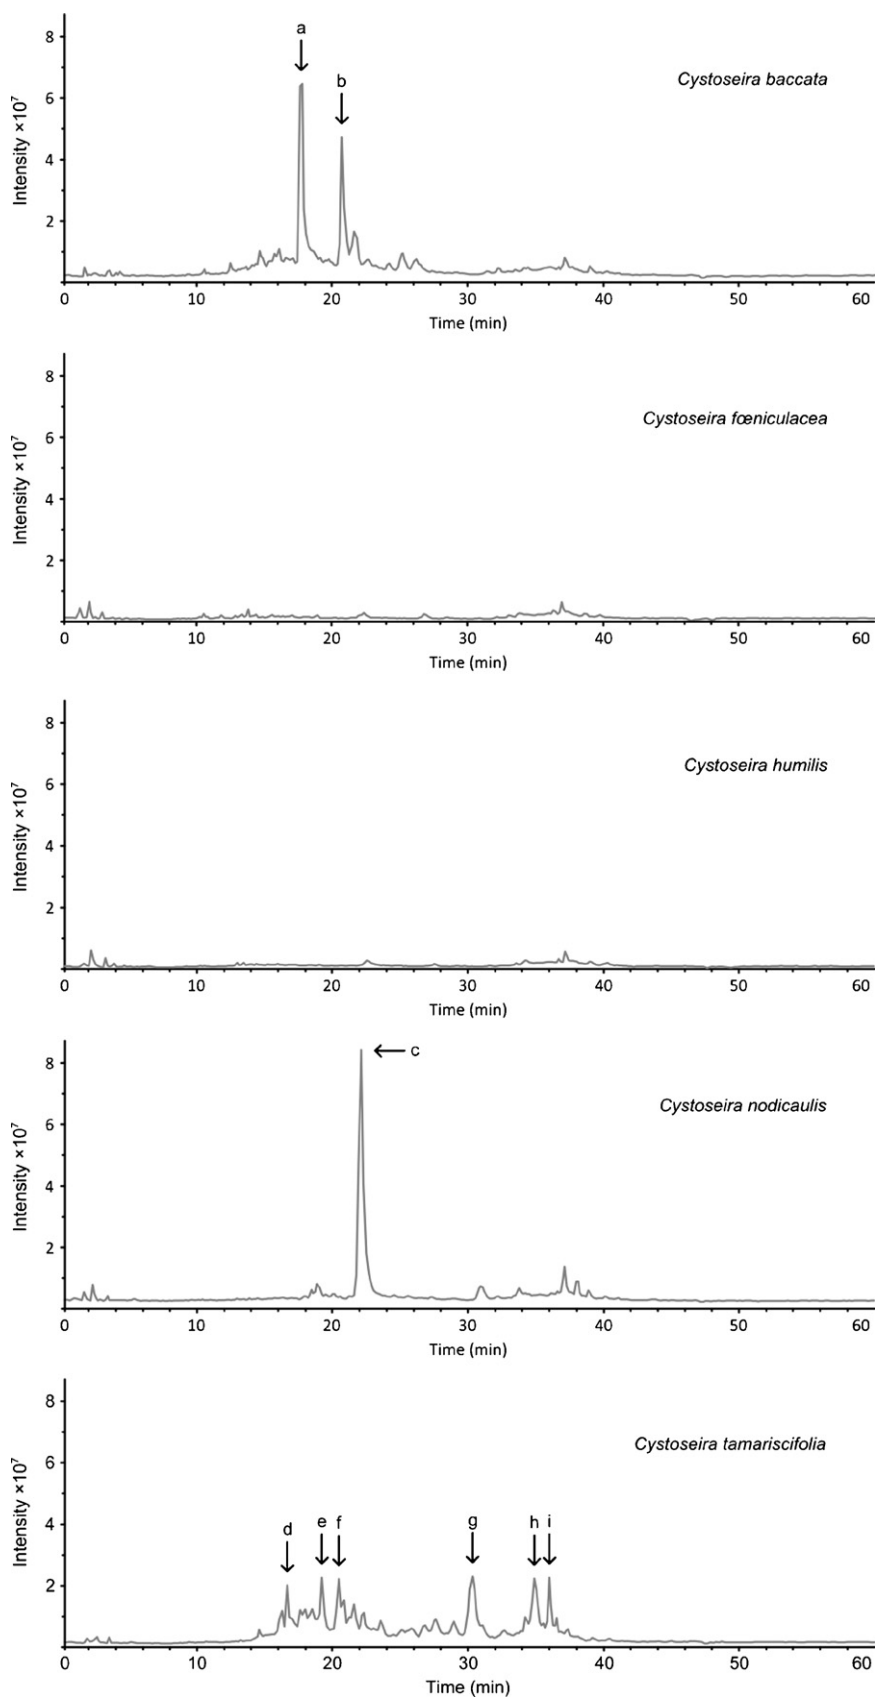 a
8
b
Cystoseira baccata
6
Intensity ×10⁷
4
2
0 10 20 30 40 50 60
Time (min)
8
Cystoseira fœniculacea
6
Intensity ×10⁷
4
2
0 10 20 30 40 50 60
Time (min)
8
Cystoseira humilis
6
Intensity ×10⁷
4
2
0 10 20 30 40 50 60
Time (min)
c
8
Cystoseira nodicaulis
6
Intensity ×10⁷
4
2
0 10 20 30 40 50 60
Time (min)
8
Cystoseira tamariscifolia
6
Intensity ×10⁷
4
d e f g h i
2
0 10 20 30 40 50 60
Time (min)